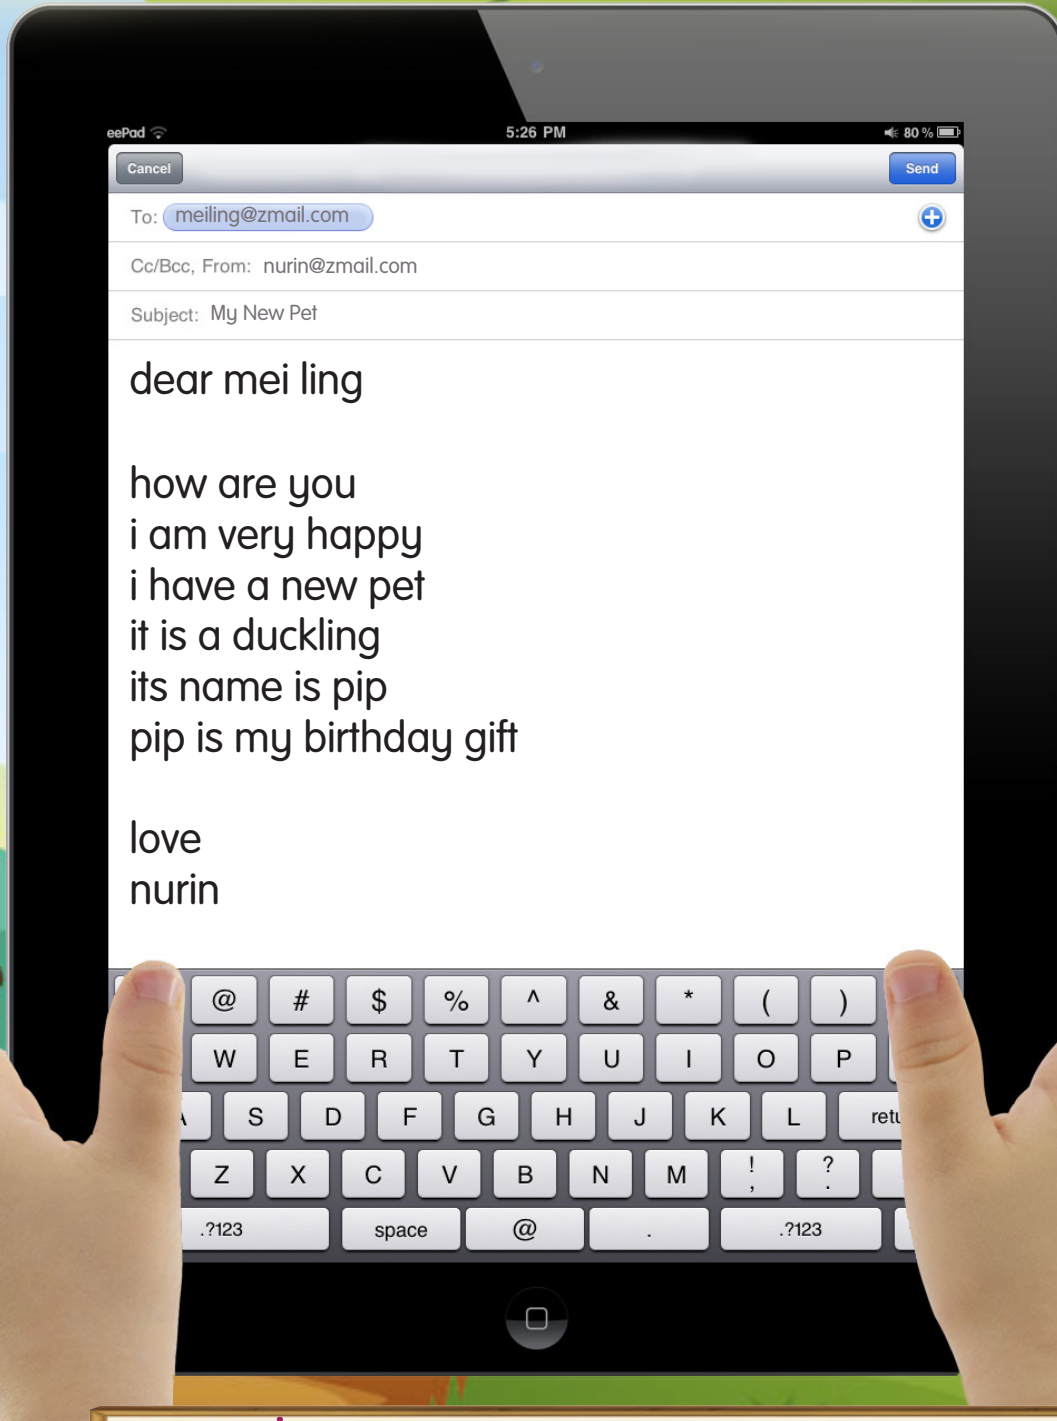 eePad 5:26 PM 80 %
Cancel Send
To: meiling@zmail.com
Cc/Bcc, From: nurin@zmail.com
Subject: My New Pet
dear mei ling
how are you
i am very happy
i have a new pet
it is a duckling
its name is pip
pip is my birthday gift
love
nurin
@ # $ % ^ & * ( )
W E R T Y U I O P
S D F G H J K L
Z X C V B N M ! , ? .
.?123 space @ . .?123